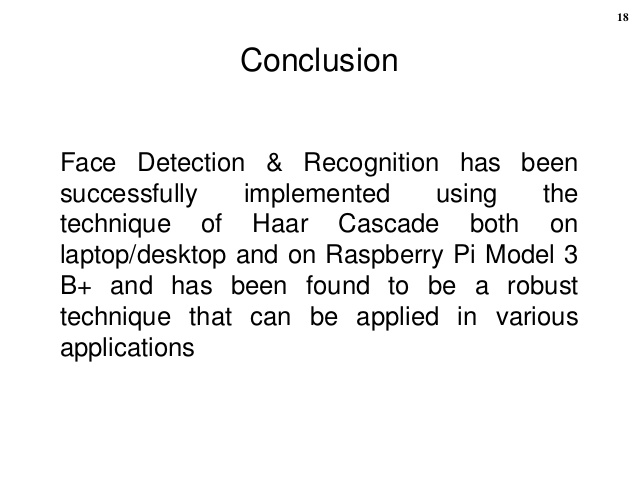 18
Conclusion
Face Detection & Recognition has been
successfully implemented using the
technique of Haar Cascade both on
laptop/desktop and on Raspberry Pi Model 3
B+ and has been found to be a robust
technique that can be applied in various
applications